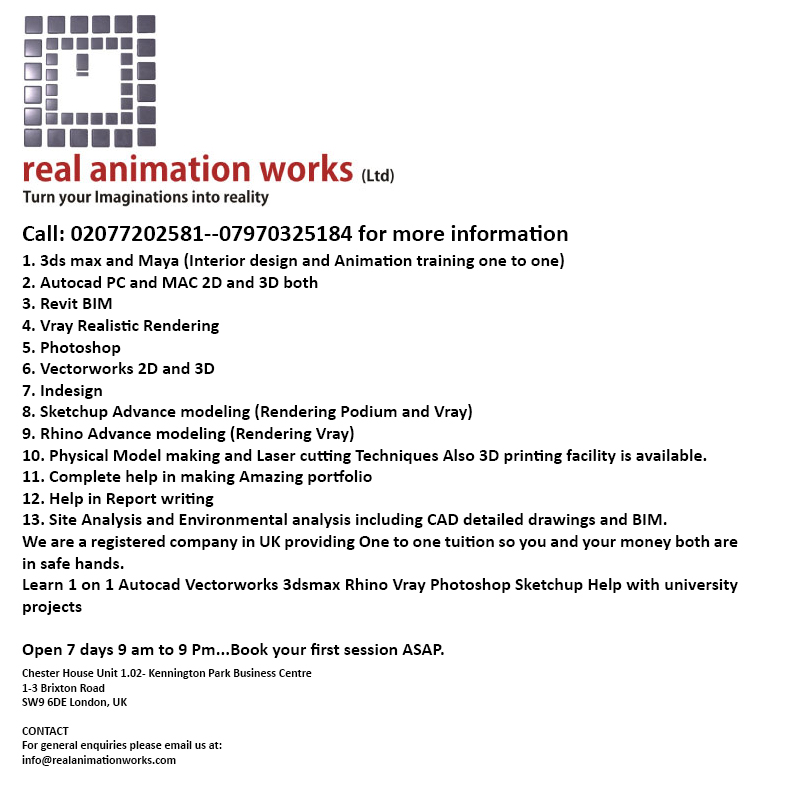 real animation works (Ltd)
Turn your Imaginations into reality
Call: 02077202581--07970325184 for more information
1. 3ds max and Maya (Interior design and Animation training one to one)
2. Autocad PC and MAC 2D and 3D both
3. Revit BIM
4. Vray Realistic Rendering
5. Photoshop
6. Vectorworks 2D and 3D
7. Indesign
8. Sketchup Advance modeling (Rendering Podium and Vray)
9. Rhino Advance modeling (Rendering Vray)
10. Physical Model making and Laser cutting Techniques Also 3D printing facility is available.
11. Complete help in making Amazing portfolio
12. Help in Report writing
13. Site Analysis and Environmental analysis including CAD detailed drawings and BIM.
We are a registered company in UK providing One to one tuition so you and your money both are
in safe hands.
Learn 1 on 1 Autocad Vectorworks 3dsmax Rhino Vray Photoshop Sketchup Help with university
projects
Open 7 days 9 am to 9 Pm...Book your first session ASAP.
Chester House Unit 1.02- Kennington Park Business Centre
1-3 Brixton Road
SW9 6DE London, UK
CONTACT
For general enquiries please email us at:
info@realanimationworks.com